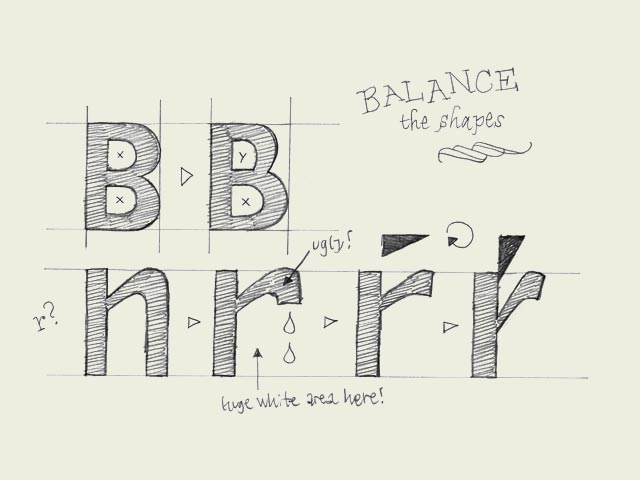 BALANCE
the shapes
B B
x y
x x
ugly!
r?
n r r r
huge white area here!